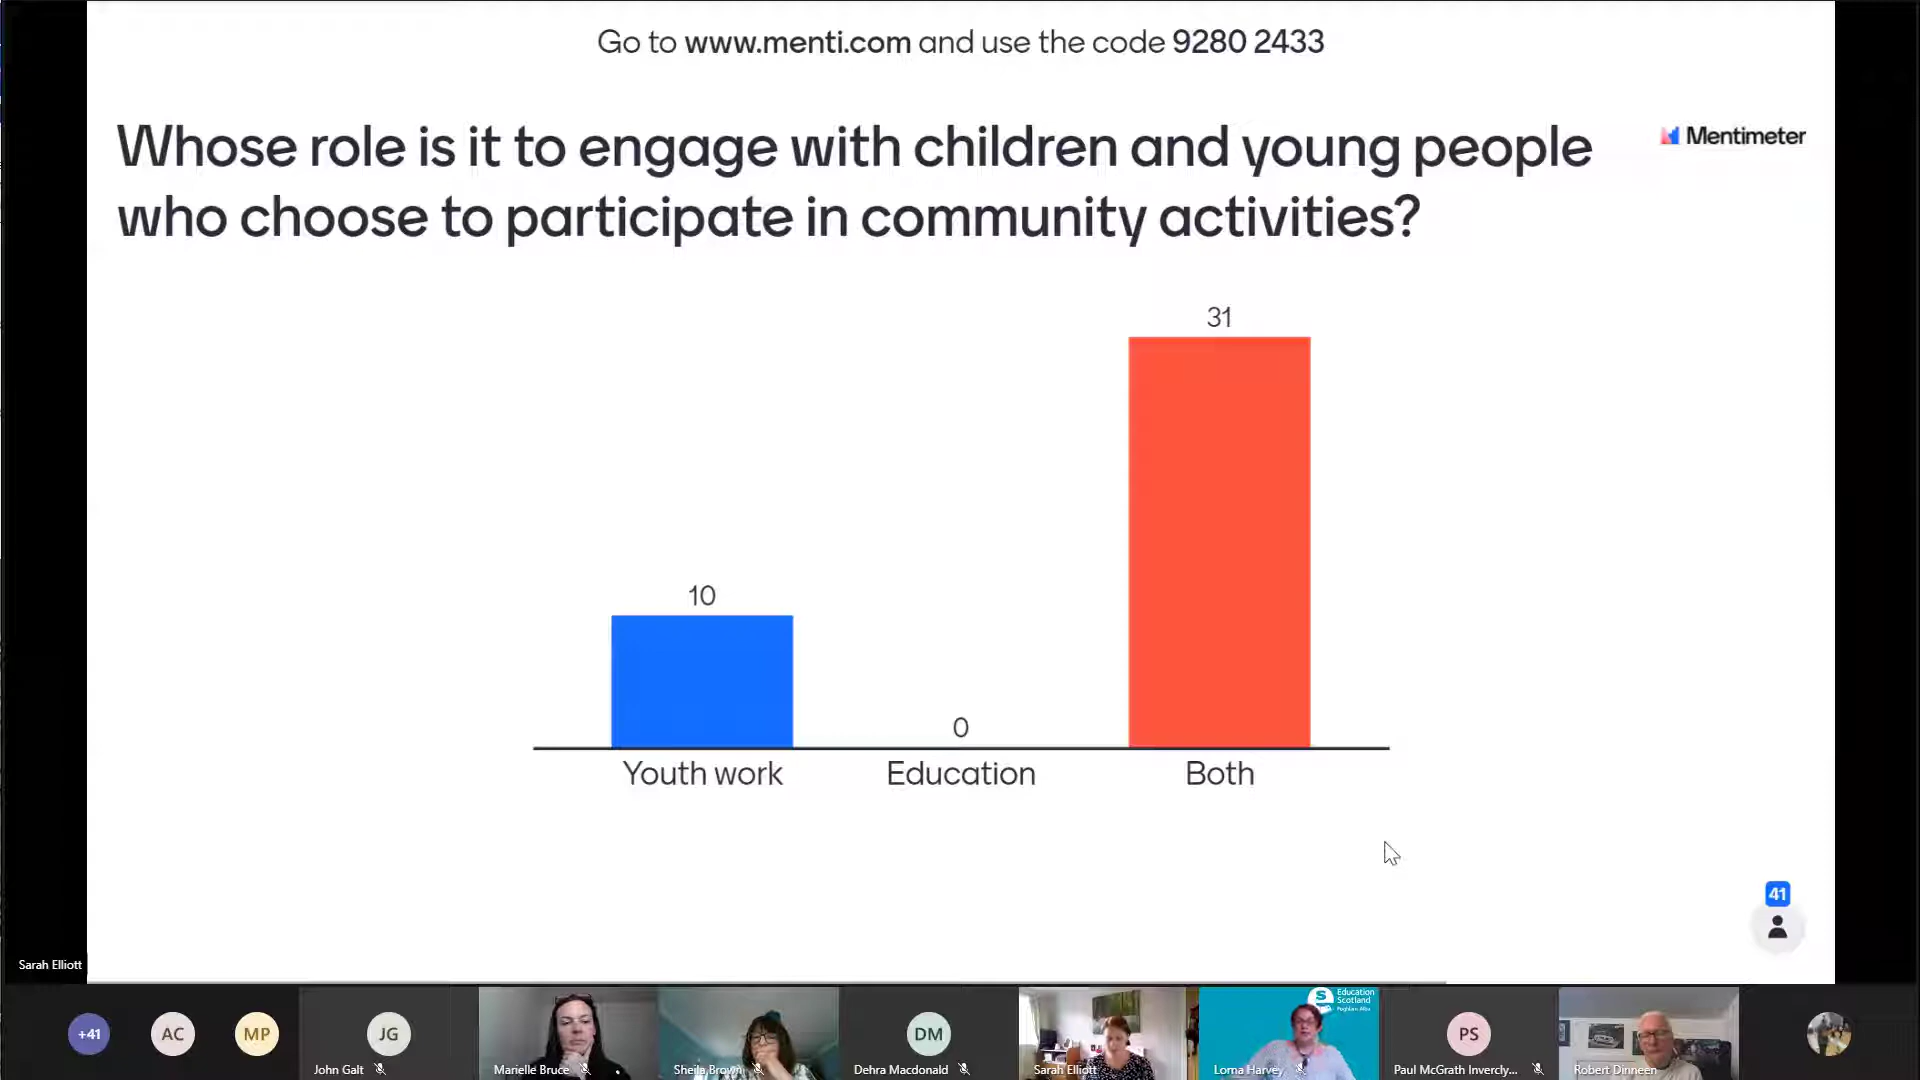 Go to www.menti.com and use the code 9280 2433
Whose role is it to engage with children and young people
who choose to participate in community activities?
Mentimeter
31
10
0
Youth work
Education
Both
41
Sarah Elliott
+41
AC
MP
JG
John Galt
Marielle Bruce
Sheila Brown
DM
Dehra Macdonald
Sarah Elliott
Education
Scotland
Foghlam Alba
Lorna Harvey
PS
Paul McGrath Invercly...
Robert Dinneen